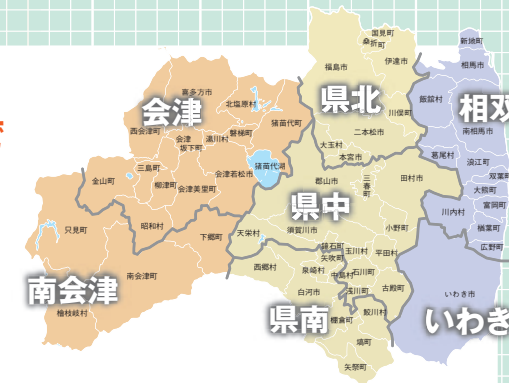 国見町
桑折町
新地町
伊達市
相馬市
福島市
喜多方市
飯舘村
県北
北塩原村
会津
相双
川俣町
猪苗代町
南相馬市
西会津町
磐梯町
二本松市
会津
坂下町
湯川村
大玉村
葛尾村
本宮市
浪江町
猪苗代湖
三島町
会津若松市
双葉町
金山町
柳津町
会津美里町
郡山市
三春町
田村市
大熊町
県中
富岡町
川内村
昭和村
只見町
天栄村
須賀川市
小野町
楢葉町
下郷町
広野町
鏡石町
玉川村
平田村
矢吹町
西郷村
泉崎村
中島村
石川町
南会津町
南会津
古殿町
白河市
浅川町
いわき市
檜枝岐村
県南
棚倉町
鮫川村
いわき
塙町
矢祭町